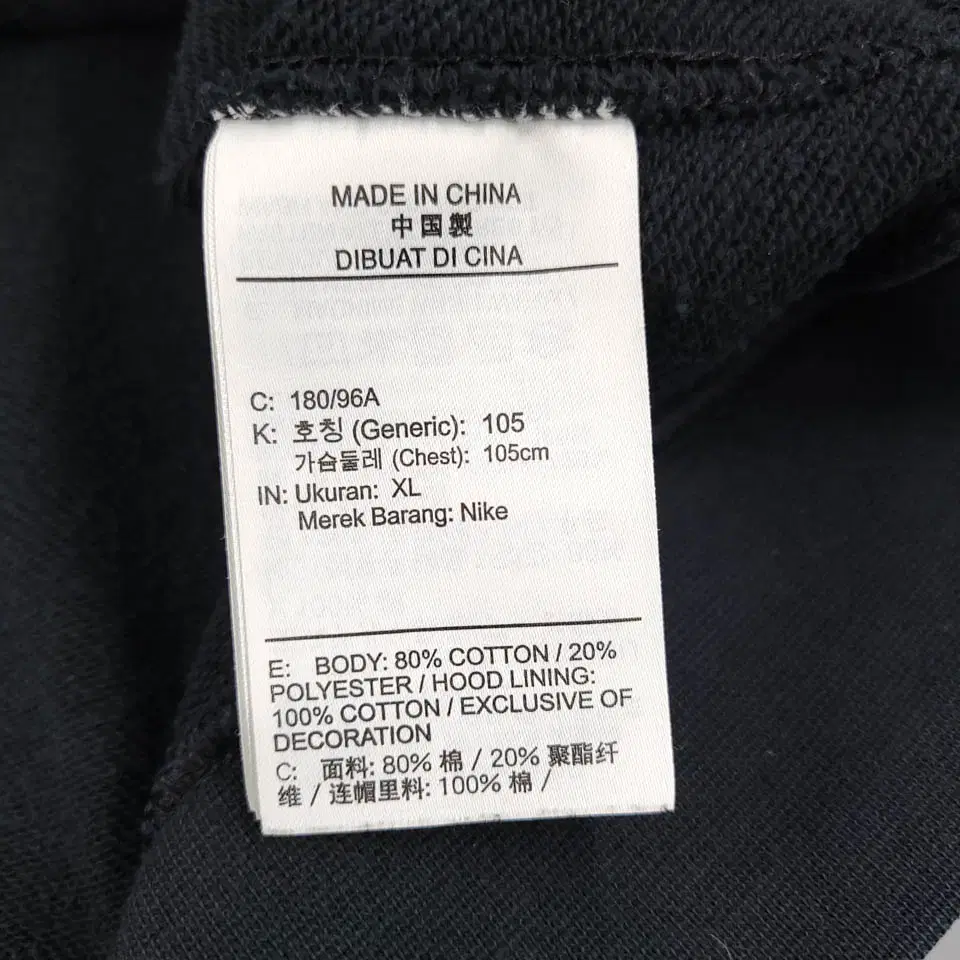 MADE IN CHINA
中国製
DIBUAT DI CINA
C: 180/96A
K: 호칭 (Generic): 105
가슴둘레 (Chest): 105cm
IN: Ukuran: XL
Merek Barang: Nike
E: BODY: 80% COTTON / 20%
POLYESTER / HOOD LINING:
100% COTTON / EXCLUSIVE OF
DECORATION
C: 面料: 80% 棉 / 20% 聚酯纤
维 / 连帽里料: 100% 棉 /